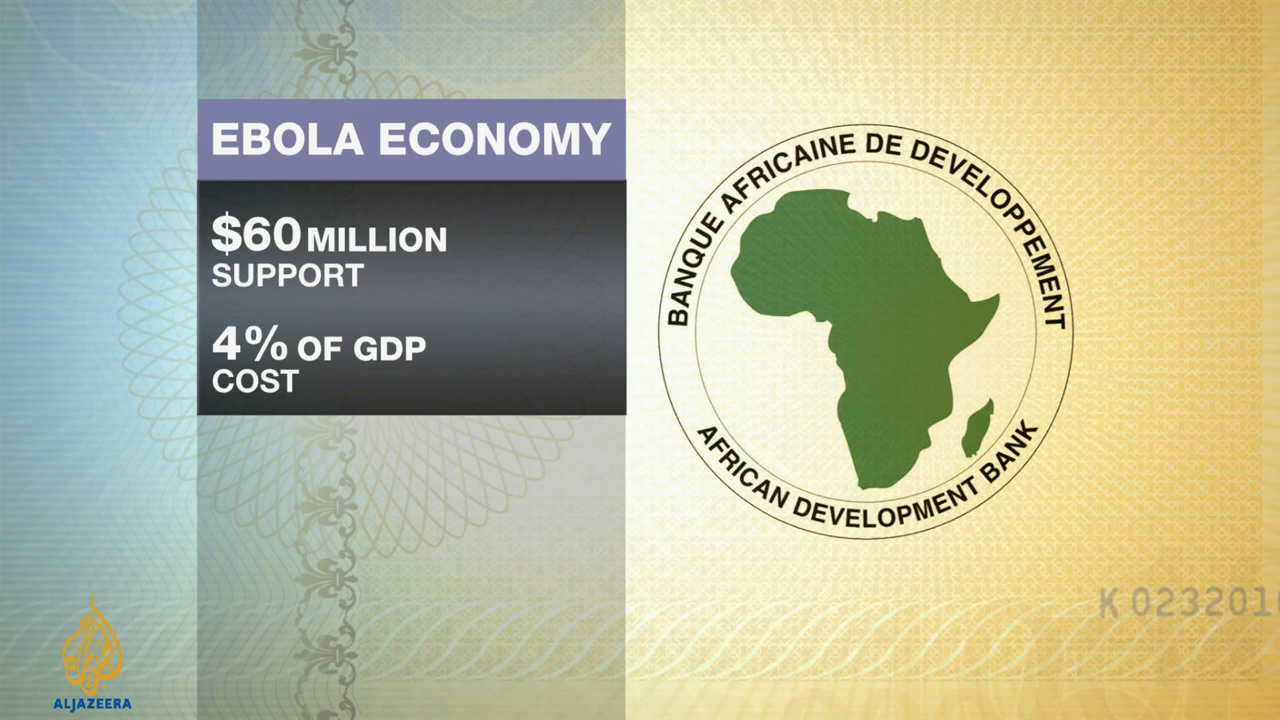 EBOLA ECONOMY
$60 MILLION
SUPPORT
4% OF GDP
COST
BANQUE AFRICAINE DE DEVELOPPEMENT
AFRICAN DEVELOPMENT BANK
K 0232010
ALJAZEERA